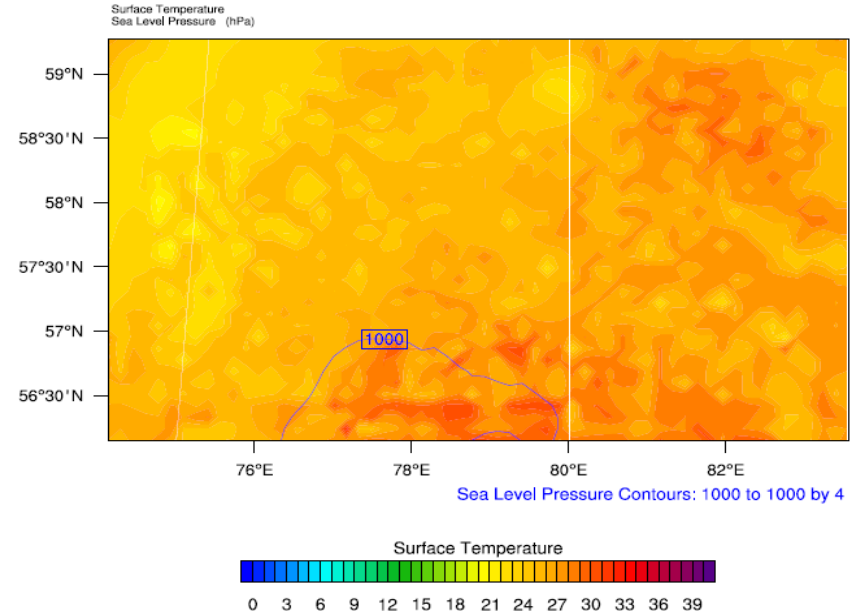 Surface Temperature
Sea Level Pressure (hPa)
59°N
58°30'N
58°N
57°30'N
57°N
56°30'N
1000
76°E 78°E 80°E 82°E
Sea Level Pressure Contours: 1000 to 1000 by 4
Surface Temperature
0 3 6 9 12 15 18 21 24 27 30 33 36 39